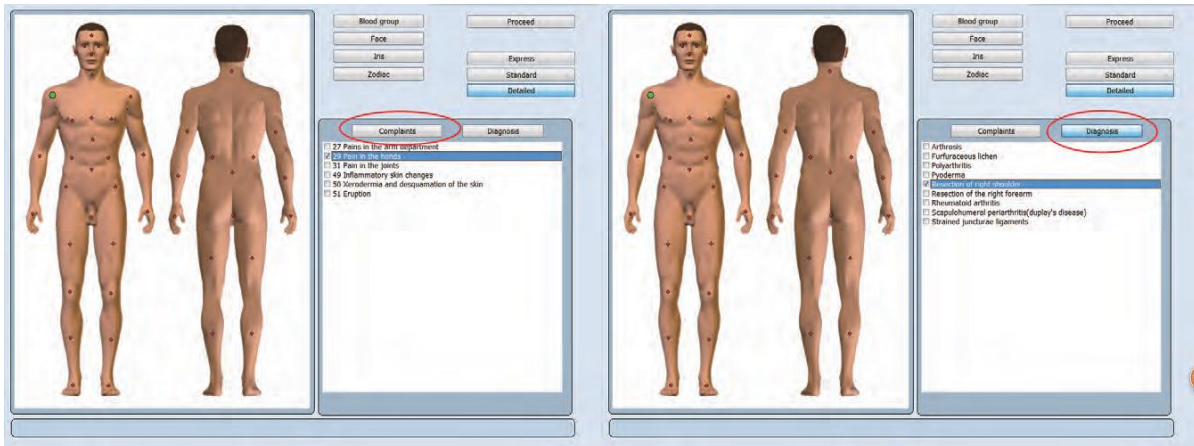 Blood group
Proceed
Face
Iris
Express
Zodiac
Standard
Detailed
Complaints
Diagnosis
27 Pains in the arm department
29 Pain in the hands
31 Pain in the joints
49 Inflammatory skin changes
50 Xerodermia and desquamation of the skin
51 Eruption
Blood group
Proceed
Face
Iris
Express
Zodiac
Standard
Detailed
Complaints
Diagnosis
Arthrosis
Furfuraceous lichen
Polyarthritis
Pyoderma
Resection of right shoulder
Resection of the right forearm
Rheumatoid arthritis
Scapulohumeral periarthritis(duplay's disease)
Strained juncturae ligaments